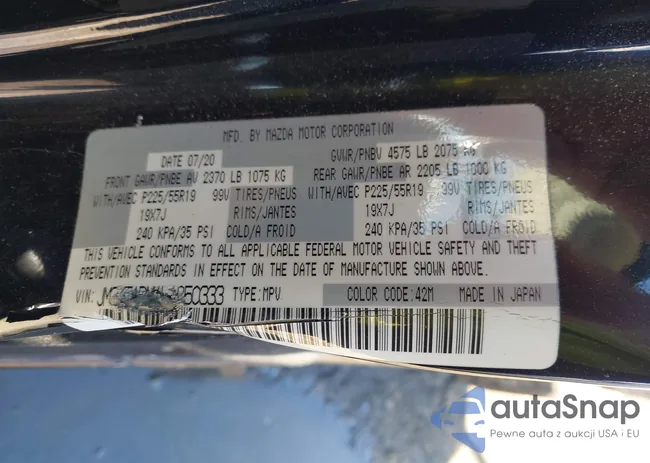 MFD. BY MAZDA MOTOR CORPORATION
DATE 07/20 GVWR/PNBV 4575 LB 2075 KG
FRONT GAWR/PNBE AV 2370 LB 1075 KG REAR GAWR/PNBE AR 2205 LB 1000 KG
WITH/AVEC P225/55R19 99V TIRES/PNEUS WITH/AVEC P225/55R19 99V TIRES/PNEUS
19X7J RIMS/JANTES 19X7J RIMS/JANTES
240 KPA/35 PSI COLD/A FROID 240 KPA/35 PSI COLD/A FROID
THIS VEHICLE CONFORMS TO ALL APPLICABLE FEDERAL MOTOR VEHICLE SAFETY AND THEFT
PREVENTION STANDARDS IN EFFECT ON THE DATE OF MANUFACTURE SHOWN ABOVE.
VIN: TYPE: MPV COLOR CODE: 42M MADE IN JAPAN
autaSnap
Pewne auta z aukcji USA i EU